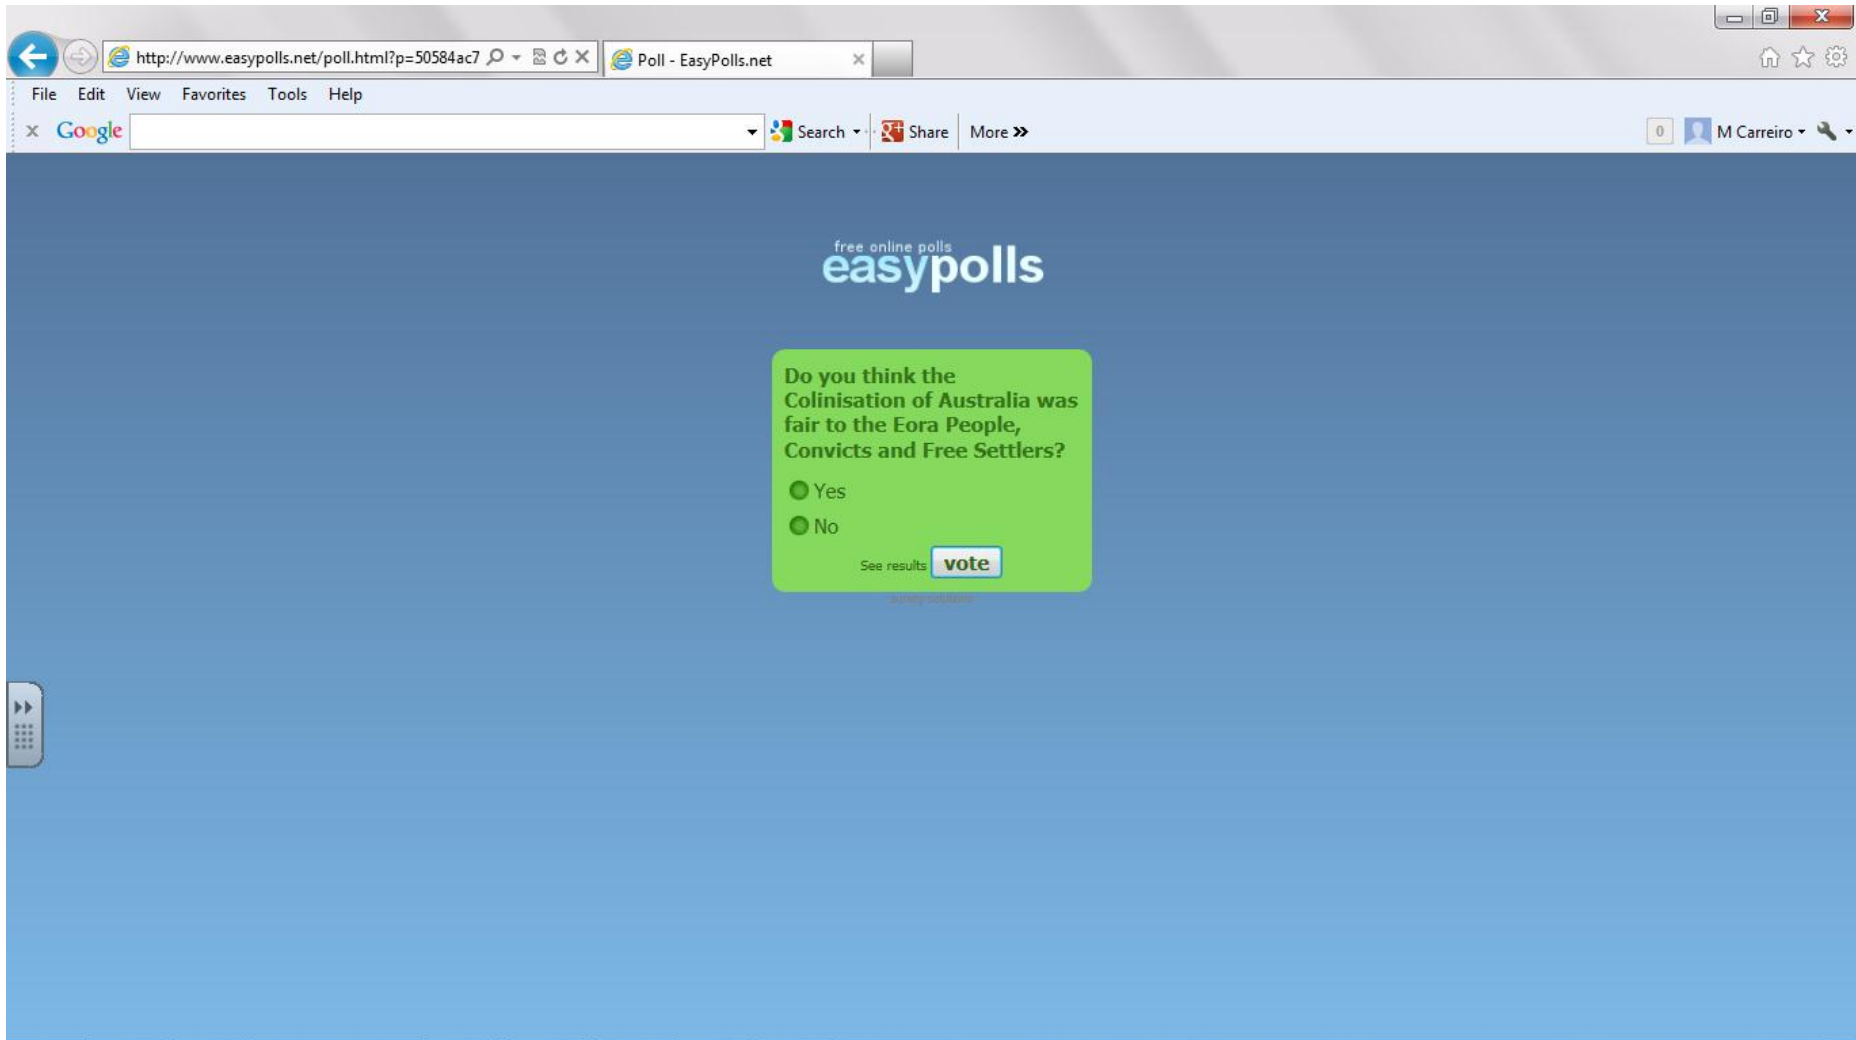 http://www.easypolls.net/poll.html?p=50584ac7
Poll - EasyPolls.net
File Edit View Favorites Tools Help
x Google Search Share More »
0 M Carreiro
free online polls
easypolls
Do you think the
Colinisation of Australia was
fair to the Eora People,
Convicts and Free Settlers?
Yes
No
See results vote